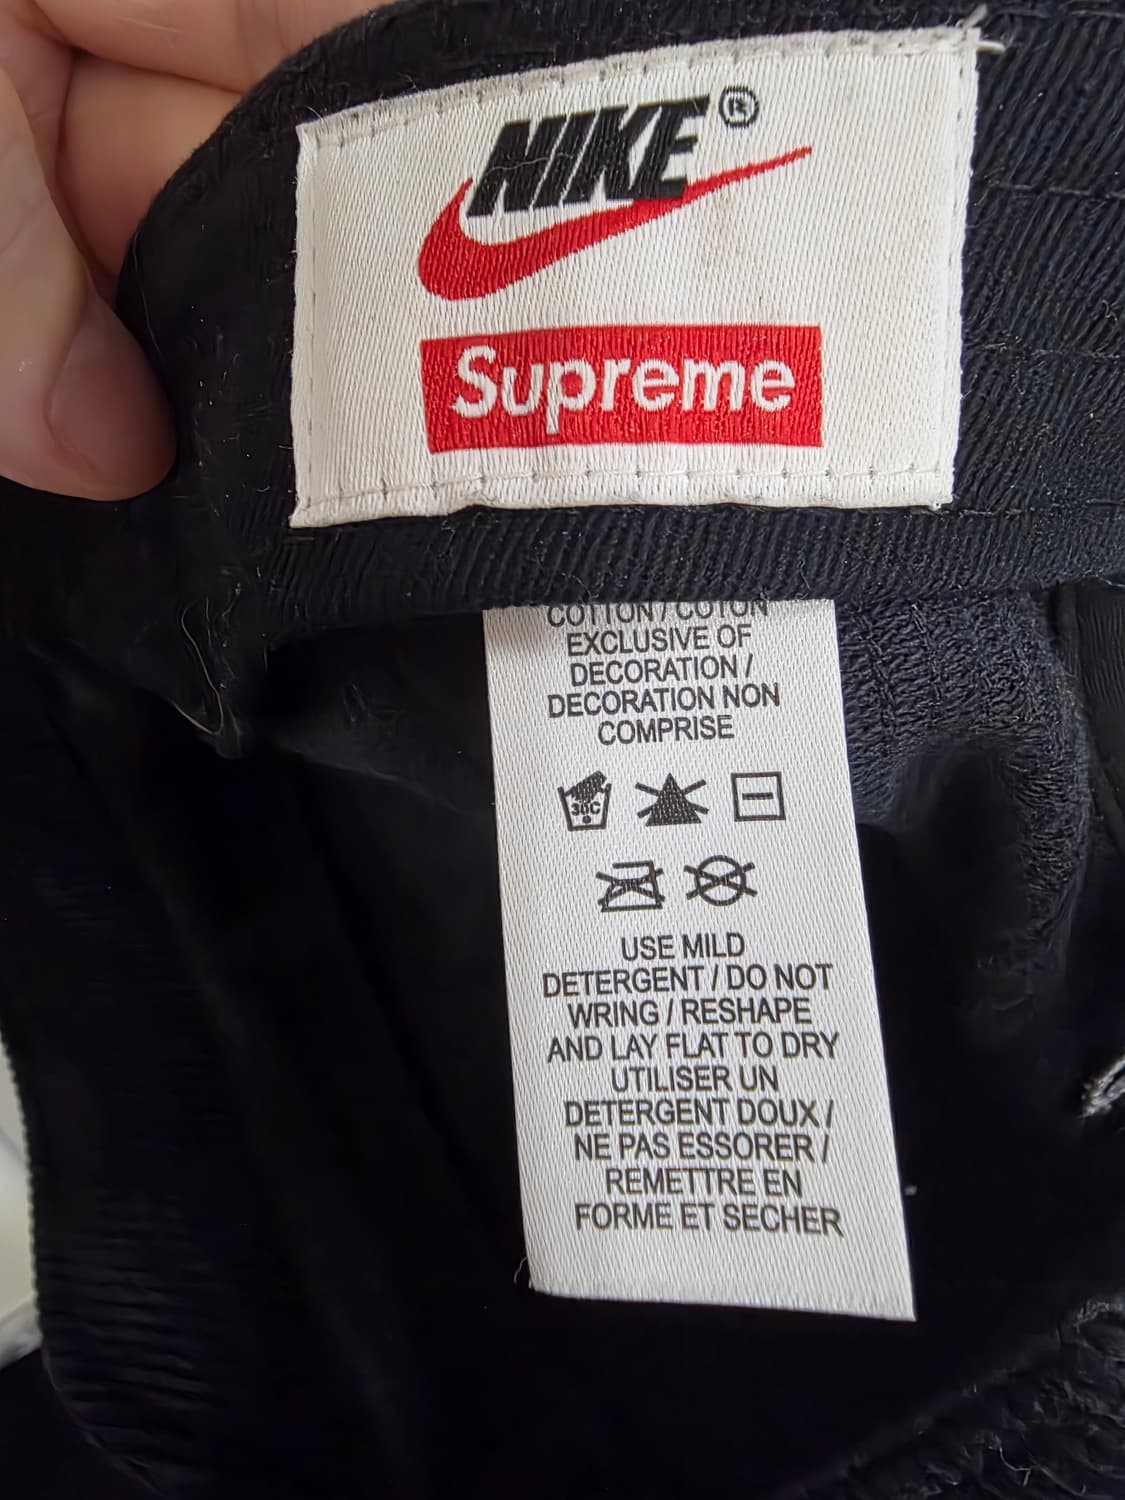 NIKE®
Supreme
COTTON / COTON
EXCLUSIVE OF
DECORATION /
DECORATION NON
COMPRISE
30C
USE MILD
DETERGENT / DO NOT
WRING / RESHAPE
AND LAY FLAT TO DRY
UTILISER UN
DETERGENT DOUX /
NE PAS ESSORER /
REMETTRE EN
FORME ET SECHER